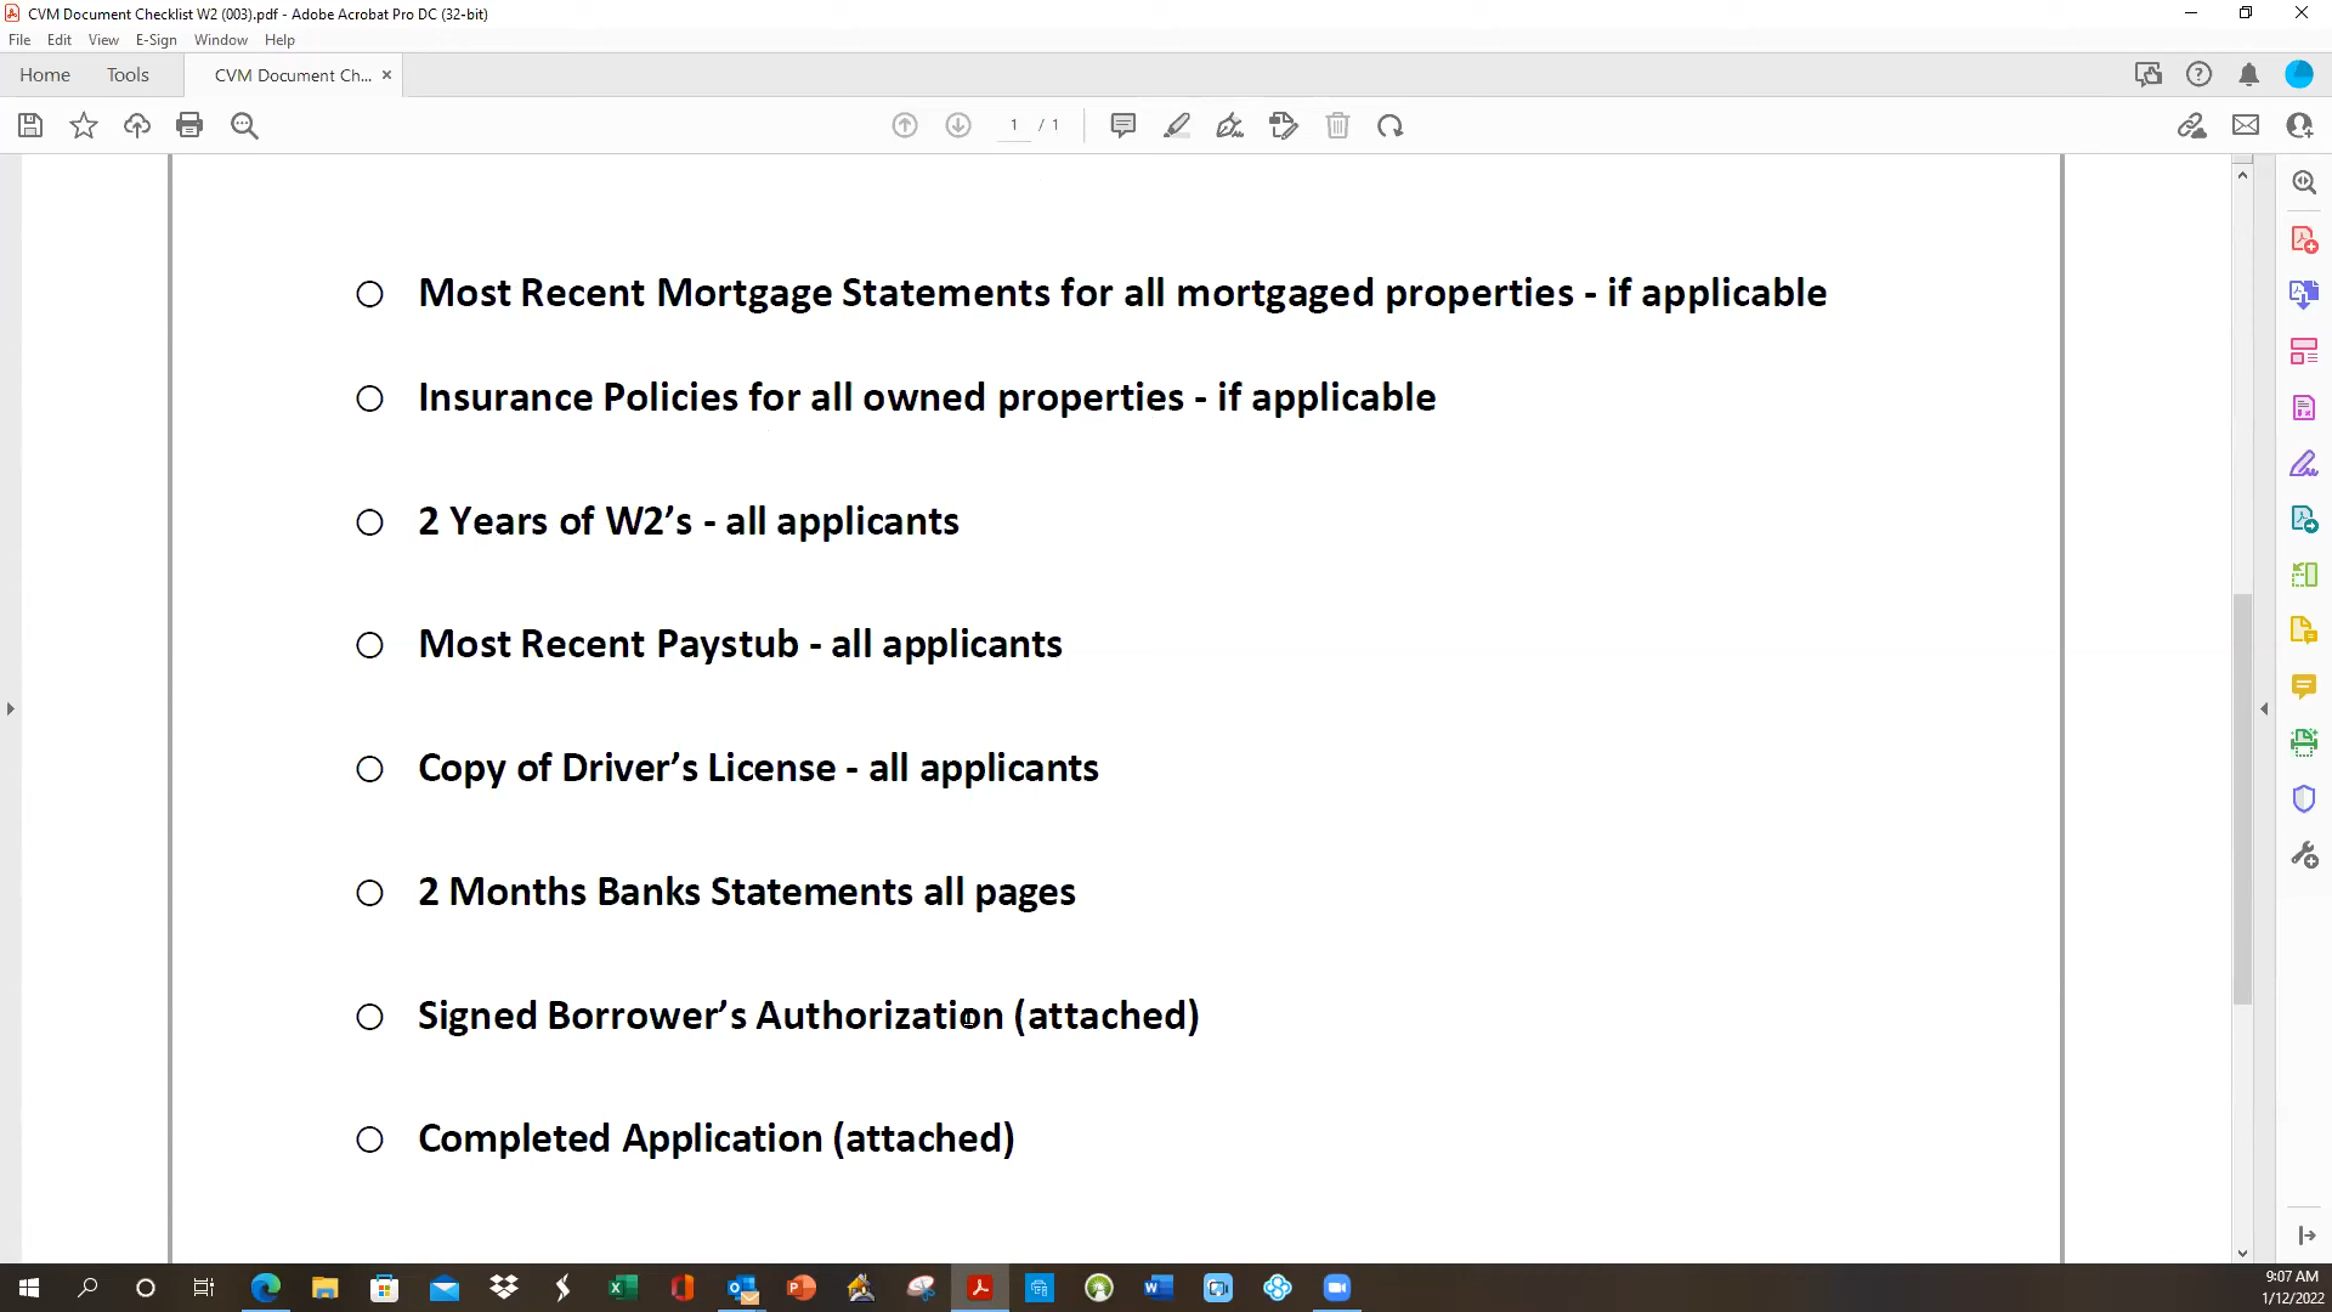 CVM Document Checklist W2 (003).pdf - Adobe Acrobat Pro DC (32-bit)
File Edit View E-Sign Window Help
Home Tools CVM Document Ch...
1 / 1
Most Recent Mortgage Statements for all mortgaged properties - if applicable
Insurance Policies for all owned properties - if applicable
2 Years of W2’s - all applicants
Most Recent Paystub - all applicants
Copy of Driver’s License - all applicants
2 Months Banks Statements all pages
Signed Borrower’s Authorization (attached)
Completed Application (attached)
9:07 AM
1/12/2022